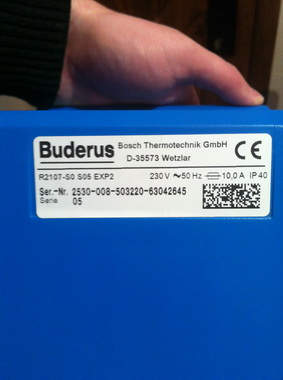 Buderus Bosch Thermotechnik GmbH
D-35573 Wetzlar
CE
R2107-S0 S05 EXP2 230 V ~50 Hz 10,0 A IP40
Ser.-Nr. 2530-008-503220-63042645
Serie 05